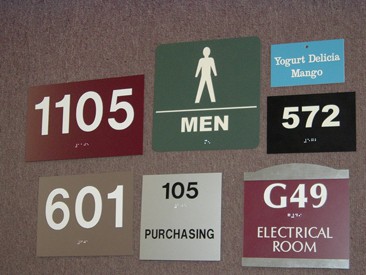 1105
MEN
Yogurt Delicia
Mango
572
601
105
PURCHASING
G49
ELECTRICAL
ROOM